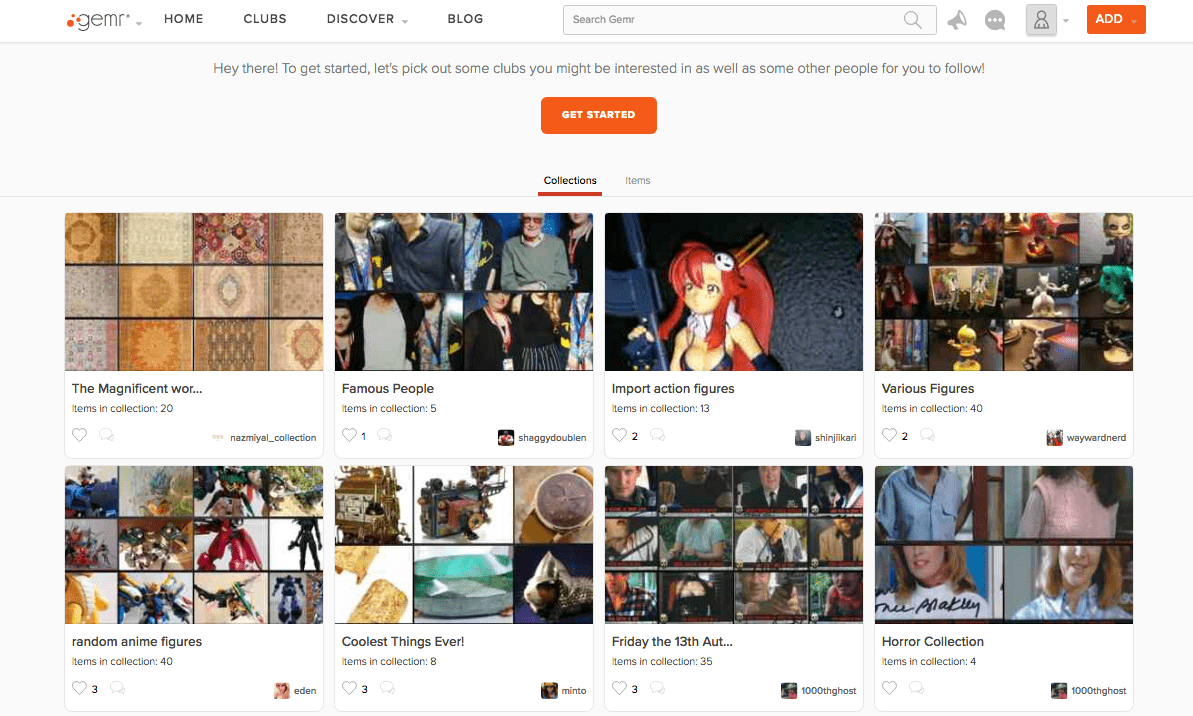 gemr
HOME CLUBS DISCOVER BLOG
Search Gemr
ADD
Hey there! To get started, let's pick out some clubs you might be interested in as well as some other people for you to follow!
GET STARTED
Collections Items
The Magnificent wor...
Items in collection: 20
nazmiyal_collection
Famous People
Items in collection: 5
1
shaggydoublen
Import action figures
Items in collection: 13
2
shinjiikari
Various Figures
Items in collection: 40
2
waywardnerd
random anime figures
Items in collection: 40
3
eden
Coolest Things Ever!
Items in collection: 8
3
minto
Friday the 13th Aut...
Items in collection: 35
3
1000thghost
Horror Collection
Items in collection: 4
1000thghost